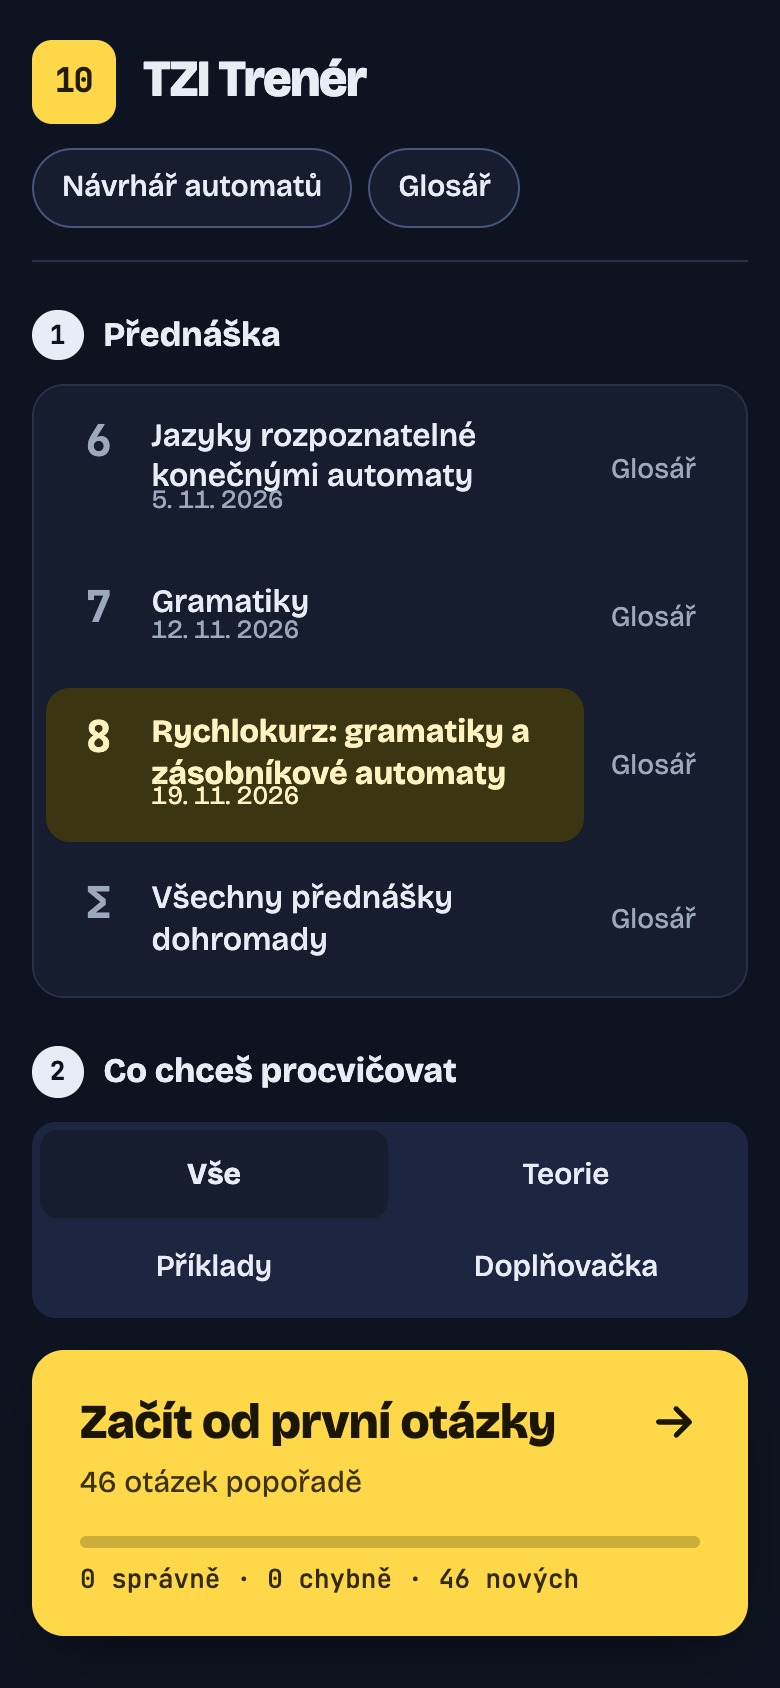 10
TZI Trenér
Návrhář automatů
Glosář
1
Přednáška
6
Jazyky rozpoznatelné
konečnými automaty
5. 11. 2026
Glosář
7
Gramatiky
12. 11. 2026
Glosář
8
Rychlokurz: gramatiky a
zásobníkové automaty
19. 11. 2026
Glosář
Σ
Všechny přednášky
dohromady
Glosář
2
Co chceš procvičovat
Vše
Teorie
Příklady
Doplňovačka
Začít od první otázky →
46 otázek popořadě
0 správně · 0 chybně · 46 nových